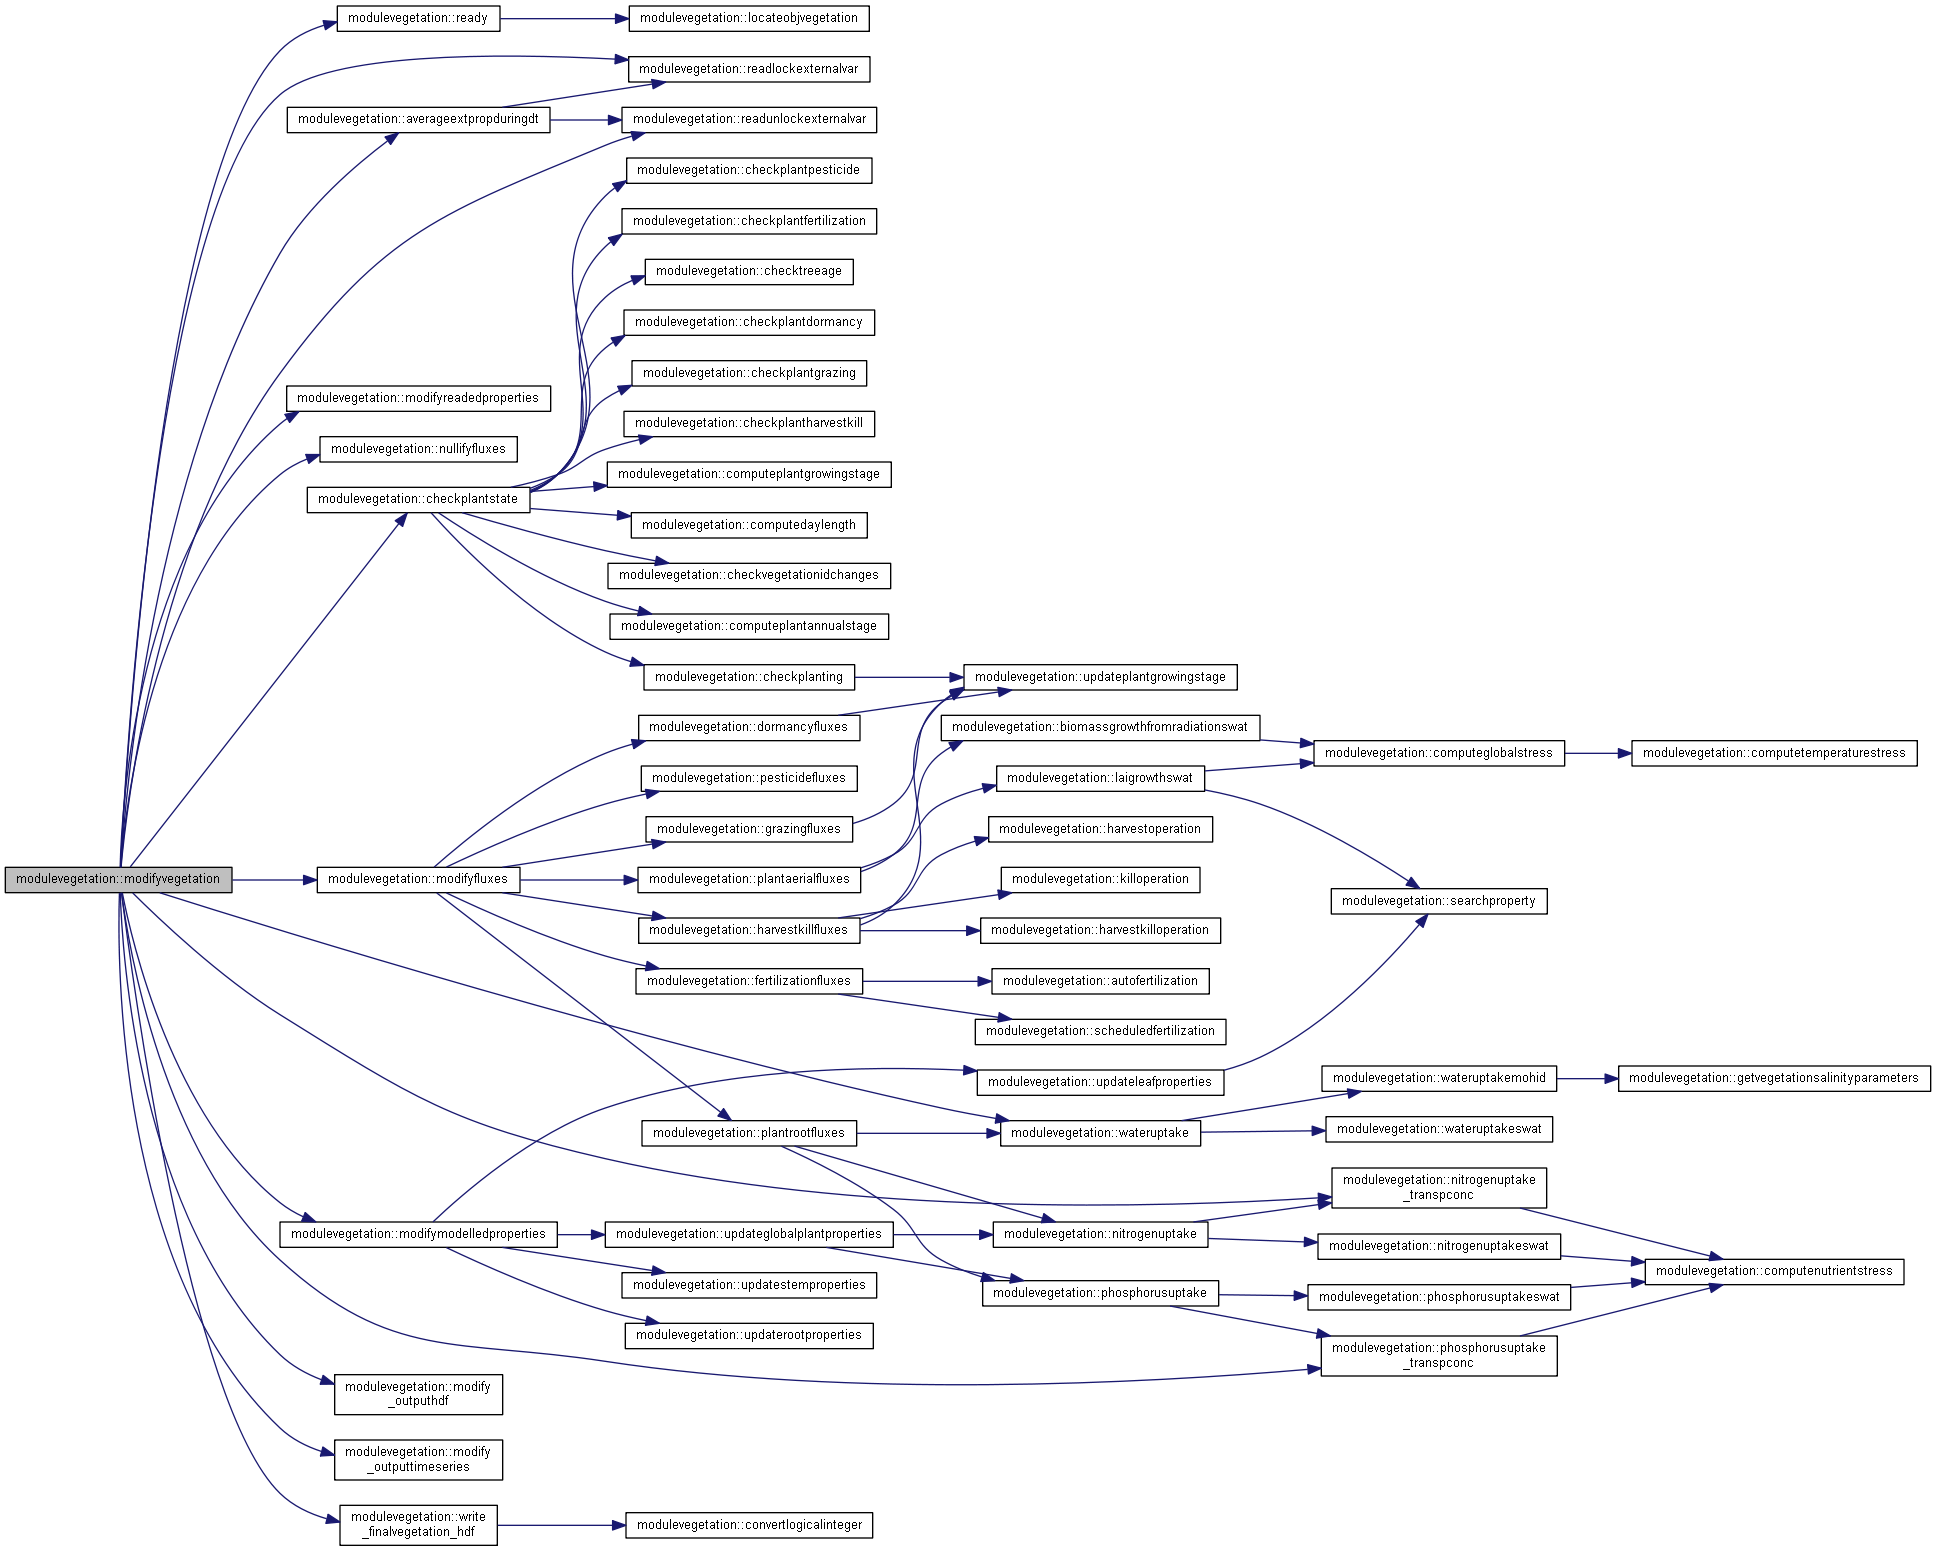 modulevegetation::ready
modulevegetation::locateobjvegetation
modulevegetation::readlockexternalvar
modulevegetation::averageextpropduringdt
modulevegetation::readunlockexternalvar
modulevegetation::checkplantpesticide
modulevegetation::checkplantfertilization
modulevegetation::checktreeage
modulevegetation::checkplantdormancy
modulevegetation::checkplantgrazing
modulevegetation::modifyreadedproperties
modulevegetation::checkplantharvestkill
modulevegetation::nullifyfluxes
modulevegetation::computeplantgrowingstage
modulevegetation::checkplantstate
modulevegetation::computedaylength
modulevegetation::checkvegetationidchanges
modulevegetation::computeplantannualstage
modulevegetation::checkplanting
modulevegetation::updateplantgrowingstage
modulevegetation::dormancyfluxes
modulevegetation::biomassgrowthfromradiationswat
modulevegetation::computeglobalstress
modulevegetation::computetemperaturestress
modulevegetation::pesticidefluxes
modulevegetation::laigrowthswat
modulevegetation::grazingfluxes
modulevegetation::harvestoperation
modulevegetation::modifyvegetation
modulevegetation::modifyfluxes
modulevegetation::plantaerialfluxes
modulevegetation::killoperation
modulevegetation::searchproperty
modulevegetation::harvestkillfluxes
modulevegetation::harvestkilloperation
modulevegetation::fertilizationfluxes
modulevegetation::autofertilization
modulevegetation::scheduledfertilization
modulevegetation::updateleafproperties
modulevegetation::wateruptakemohid
modulevegetation::getvegetationsalinityparameters
modulevegetation::plantrootfluxes
modulevegetation::wateruptake
modulevegetation::wateruptakeswat
modulevegetation::nitrogenuptake
_transpconc
modulevegetation::modifymodelledproperties
modulevegetation::updateglobalplantproperties
modulevegetation::nitrogenuptake
modulevegetation::nitrogenuptakeswat
modulevegetation::computenutrientstress
modulevegetation::updatestemproperties
modulevegetation::phosphorusuptake
modulevegetation::phosphorusuptakeswat
modulevegetation::updaterootproperties
modulevegetation::phosphorusuptake
_transpconc
modulevegetation::modify
_outputhdf
modulevegetation::modify
_outputtimeseries
modulevegetation::write
_finalvegetation_hdf
modulevegetation::convertlogicalinteger